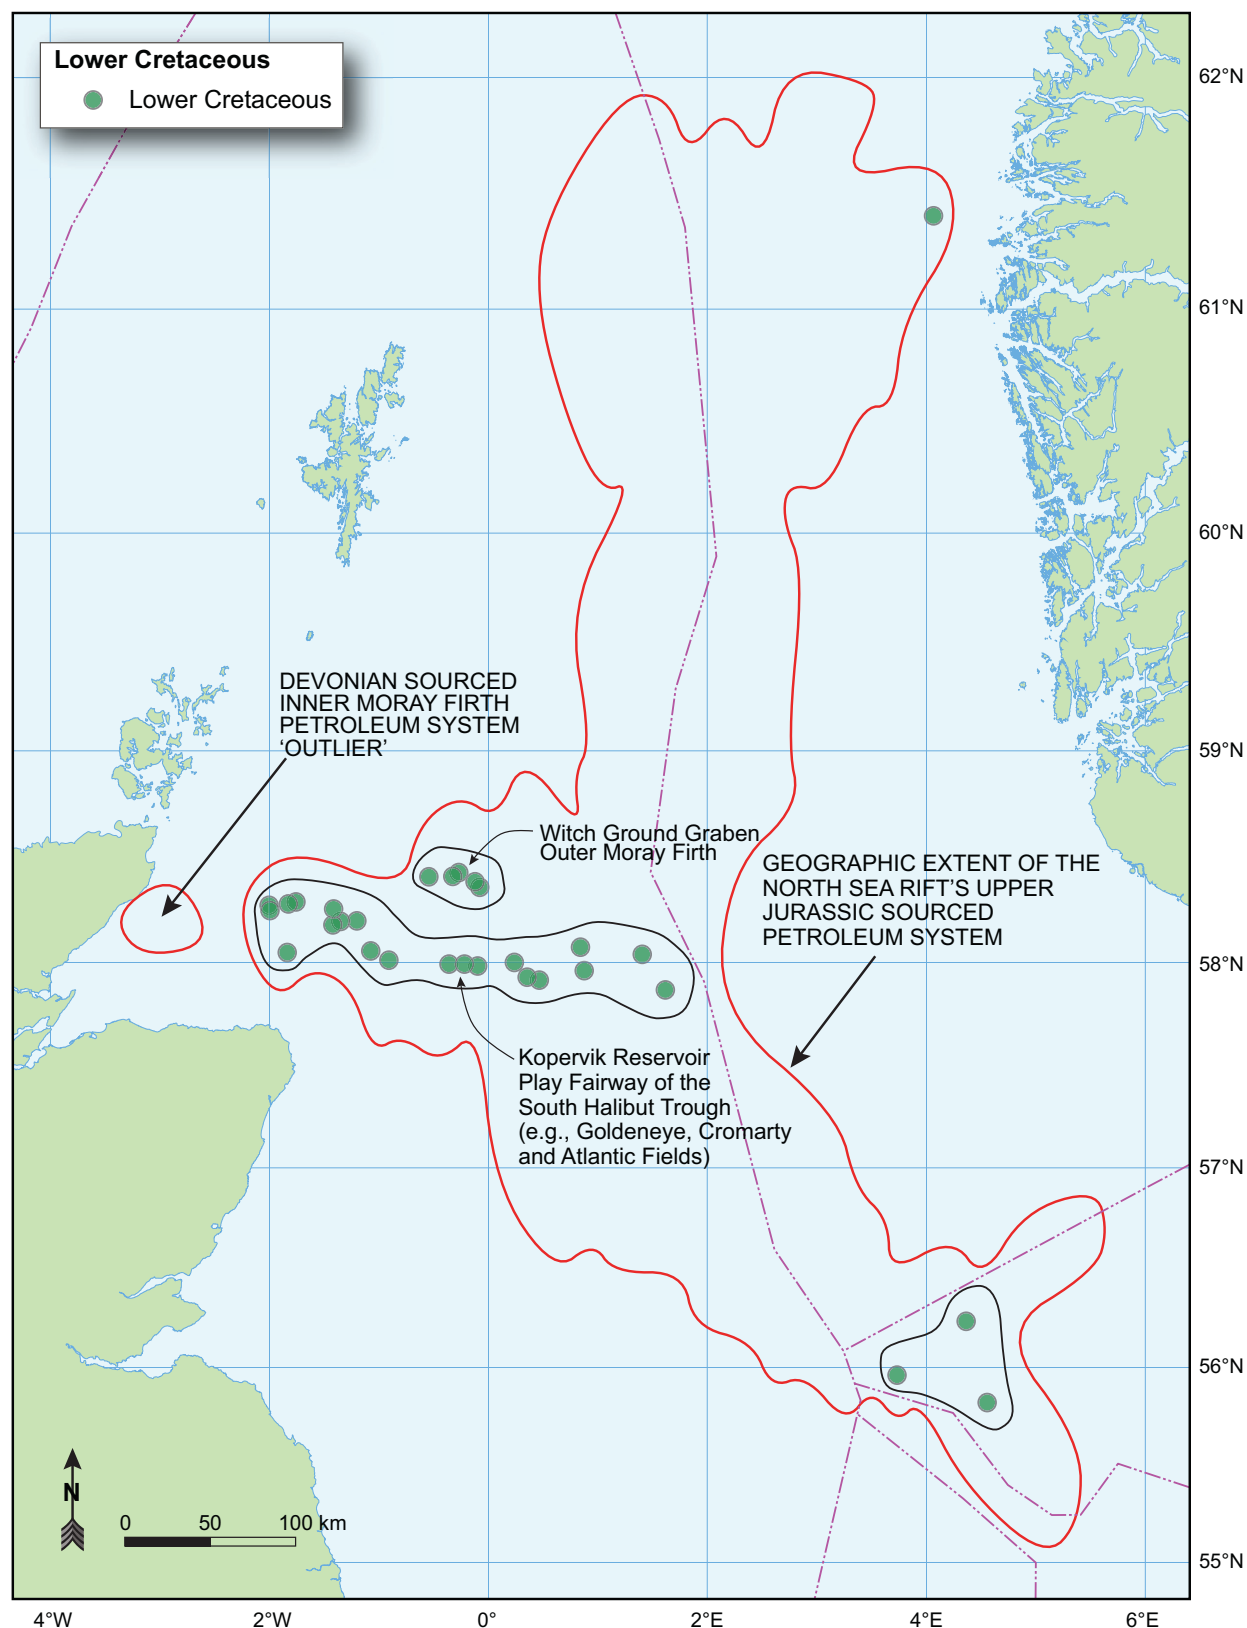 Lower Cretaceous
Lower Cretaceous
62°N
61°N
60°N
DEVONIAN SOURCED
INNER MORAY FIRTH
PETROLEUM SYSTEM
‘OUTLIER’
59°N
Witch Ground Graben
Outer Moray Firth
GEOGRAPHIC EXTENT OF THE
NORTH SEA RIFT’S UPPER
JURASSIC SOURCED
PETROLEUM SYSTEM
58°N
Kopervik Reservoir
Play Fairway of the
South Halibut Trough
(e.g., Goldeneye, Cromarty
and Atlantic Fields)
57°N
56°N
N
0 50 100 km
55°N
4°W 2°W 0° 2°E 4°E 6°E